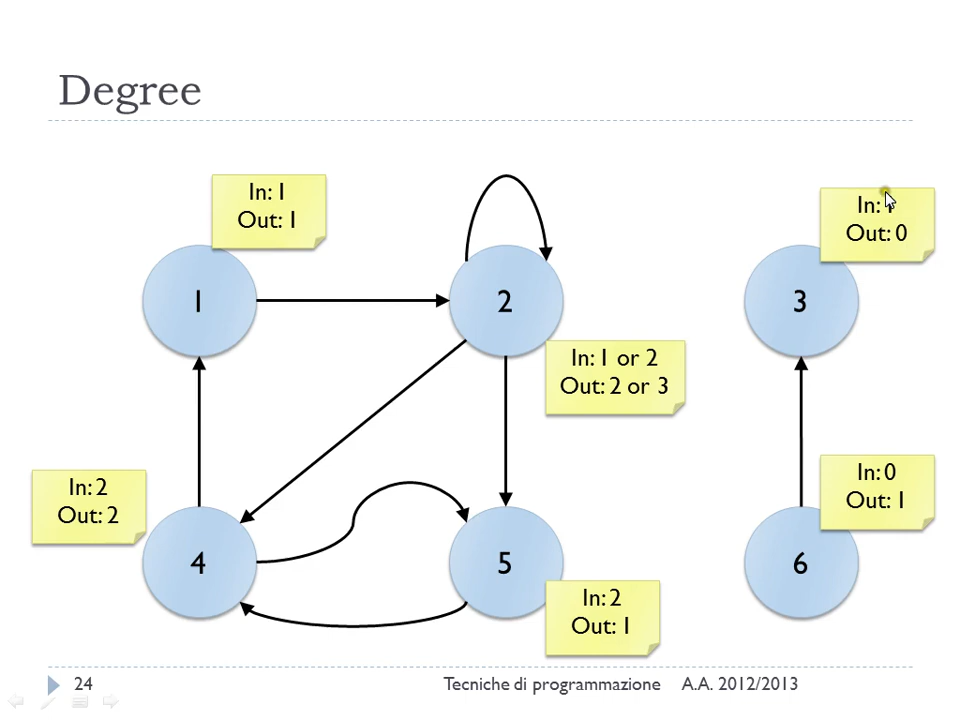 Degree
In: 1
Out: 1
In: 1
Out: 0
1
2
3
In: 1 or 2
Out: 2 or 3
In: 2
Out: 2
In: 0
Out: 1
4
5
6
In: 2
Out: 1
24
Tecniche di programmazione
A.A. 2012/2013